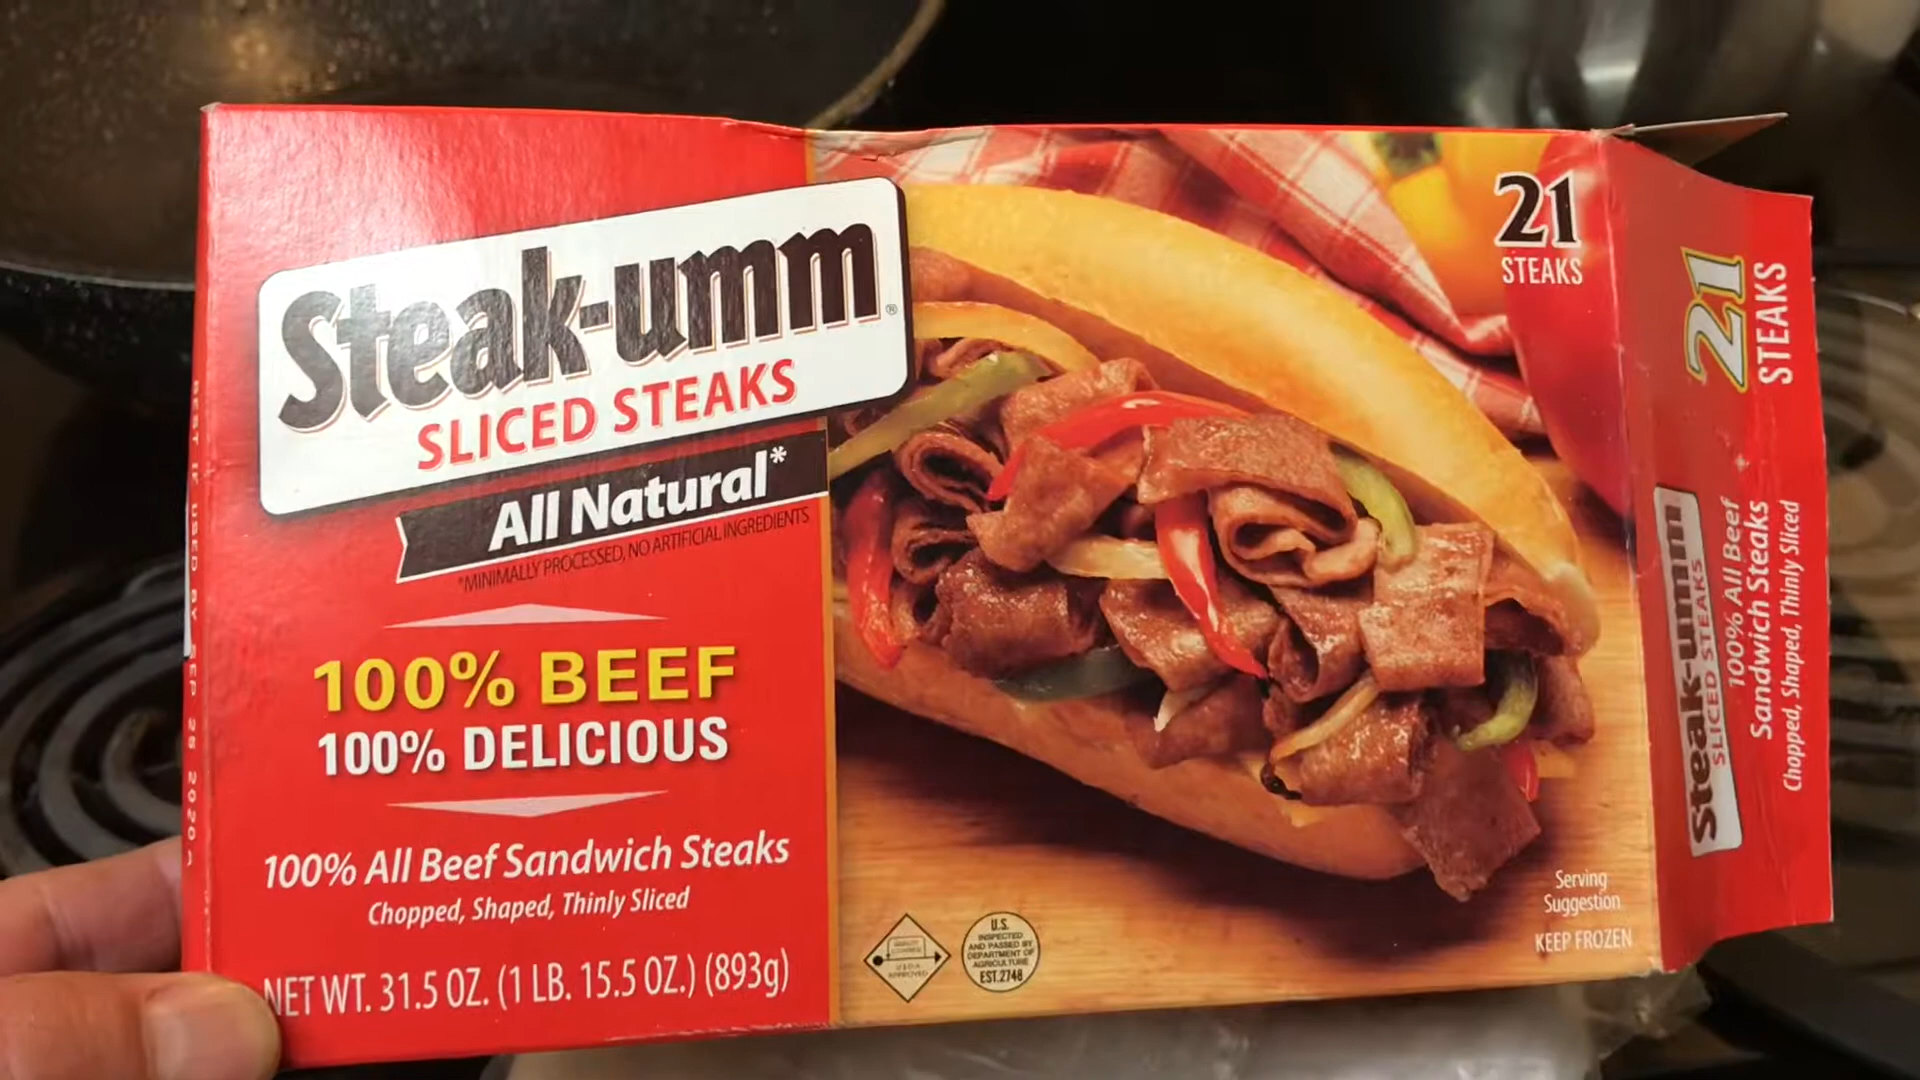 Steak-umm®
SLICED STEAKS
All Natural*
*MINIMALLY PROCESSED, NO ARTIFICIAL INGREDIENTS
100% BEEF
100% DELICIOUS
100% All Beef Sandwich Steaks
Chopped, Shaped, Thinly Sliced
NET WT. 31.5 OZ. (1 LB. 15.5 OZ.) (893g)
21
STEAKS
U.S.
INSPECTED
AND PASSED BY
DEPARTMENT OF
AGRICULTURE
EST.2748
Serving
Suggestion
KEEP FROZEN
21
STEAKS
Steak-umm
SLICED STEAKS
100% All Beef
Sandwich Steaks
Chopped, Shaped, Thinly Sliced
BEST IF USED BY SEP 25 2020